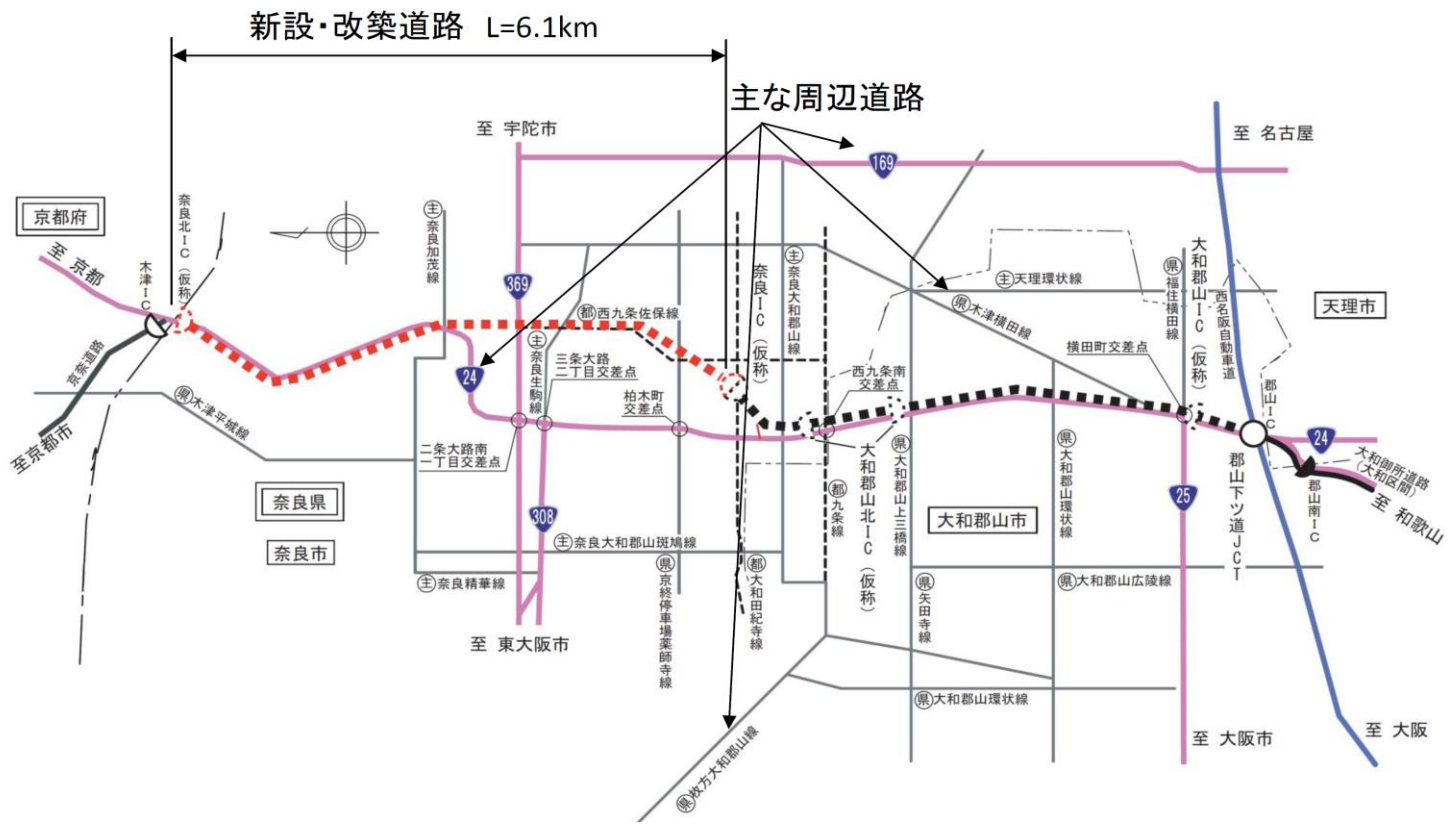 新設・改築道路 L=6.1km
主な周辺道路
至 宇陀市
至 名古屋
169
京都府
至 京都
木津IC
奈良北IC(仮称)
(主)奈良加茂線
369
(都)西九条佐保線
奈良IC(仮称)
(主)奈良大和郡山線
(主)天理環状線
(県)木津横田線
(県)福住横田線
大和郡山IC(仮称)
西名阪自動車道
天理市
京奈道路
至京都市
(県)木津平城線
24
(主)奈良生駒線
三条大路
二丁目交差点
柏木町
交差点
西九条南
交差点
横田町交差点
郡山IC
24
大和御所道路
(大和区間)
至 和歌山
二条大路南
一丁目交差点
奈良県
奈良市
308
(主)奈良大和郡山斑鳩線
(主)奈良精華線
(県)京終停車場薬師寺線
(都)大和田紀寺線
(都)九条線
大和郡山北IC(仮称)
(県)大和郡山上三橋線
大和郡山市
(県)大和郡山環状線
25
郡山下ツ道JCT
郡山南IC
(県)矢田寺線
(県)大和郡山広陵線
至 東大阪市
(県)大和郡山環状線
至 大阪市
至 大阪
(県)枚方大和郡山線